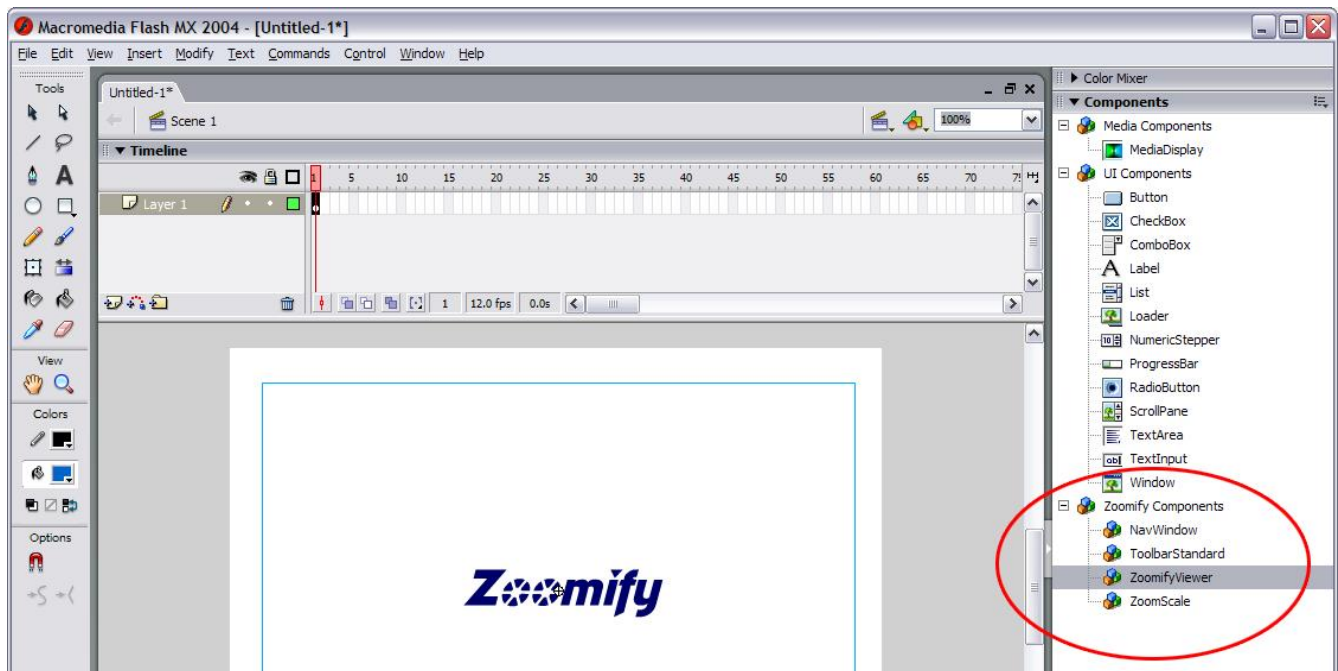 Macromedia Flash MX 2004 - [Untitled-1*]
File Edit View Insert Modify Text Commands Control Window Help
Tools
View
Colors
Options
Untitled-1*
Scene 1
100%
Timeline
1 5 10 15 20 25 30 35 40 45 50 55 60 65 70
Layer 1
1 12.0 fps 0.0s
Zoomify
Color Mixer
Components
Media Components
MediaDisplay
UI Components
Button
CheckBox
ComboBox
Label
List
Loader
NumericStepper
ProgressBar
RadioButton
ScrollPane
TextArea
TextInput
Window
Zoomify Components
NavWindow
ToolbarStandard
ZoomifyViewer
ZoomScale